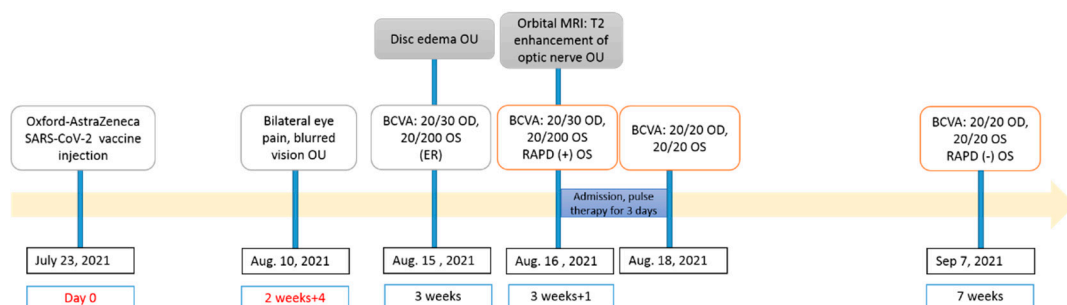 Disc edema OU
Orbital MRI: T2
enhancement of
optic nerve OU
Oxford-AstraZeneca
SARS-CoV-2 vaccine
injection
Bilateral eye
pain, blurred
vision OU
BCVA: 20/30 OD,
20/200 OS
(ER)
BCVA: 20/30 OD,
20/200 OS
RAPD (+) OS
BCVA: 20/20 OD,
20/20 OS
BCVA: 20/20 OD,
20/20 OS
RAPD (-) OS
Admission, pulse
therapy for 3 days
July 23, 2021
Aug. 10, 2021
Aug. 15 , 2021
Aug. 16 , 2021
Aug. 18, 2021
Sep 7, 2021
Day 0
2 weeks+4
3 weeks
3 weeks+1
7 weeks